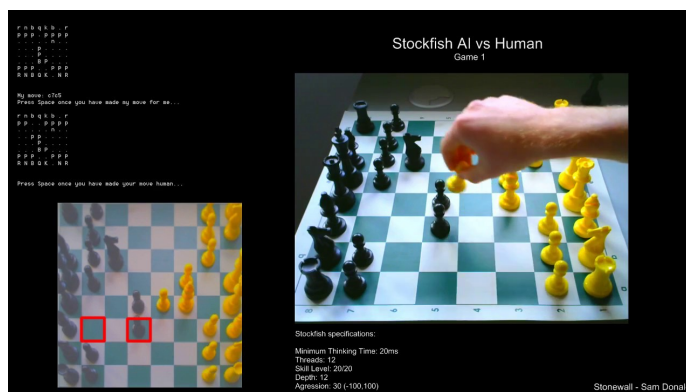 r n b q k b . r
p p p . p p p p
. . . . . n . .
. . . p . . . .
. . . P . . . .
. . . B P . . .
P P P . . P P P
R N B Q K . N R
My move: c7c5
Press Space once you have made my move for me...
r n b q k b . r
p p . . p p p p
. . . . . n . .
. . p p . . . .
. . . P . . . .
. . . B P . . .
P P P . . P P P
R N B Q K . N R
Press Space once you have made your move human...
Stockfish AI vs Human
Game 1
Stockfish specifications:
Minimum Thinking Time: 20ms
Threads: 12
Skill Level: 20/20
Depth: 12
Agression: 30 (-100,100)
Stonewall - Sam Donal